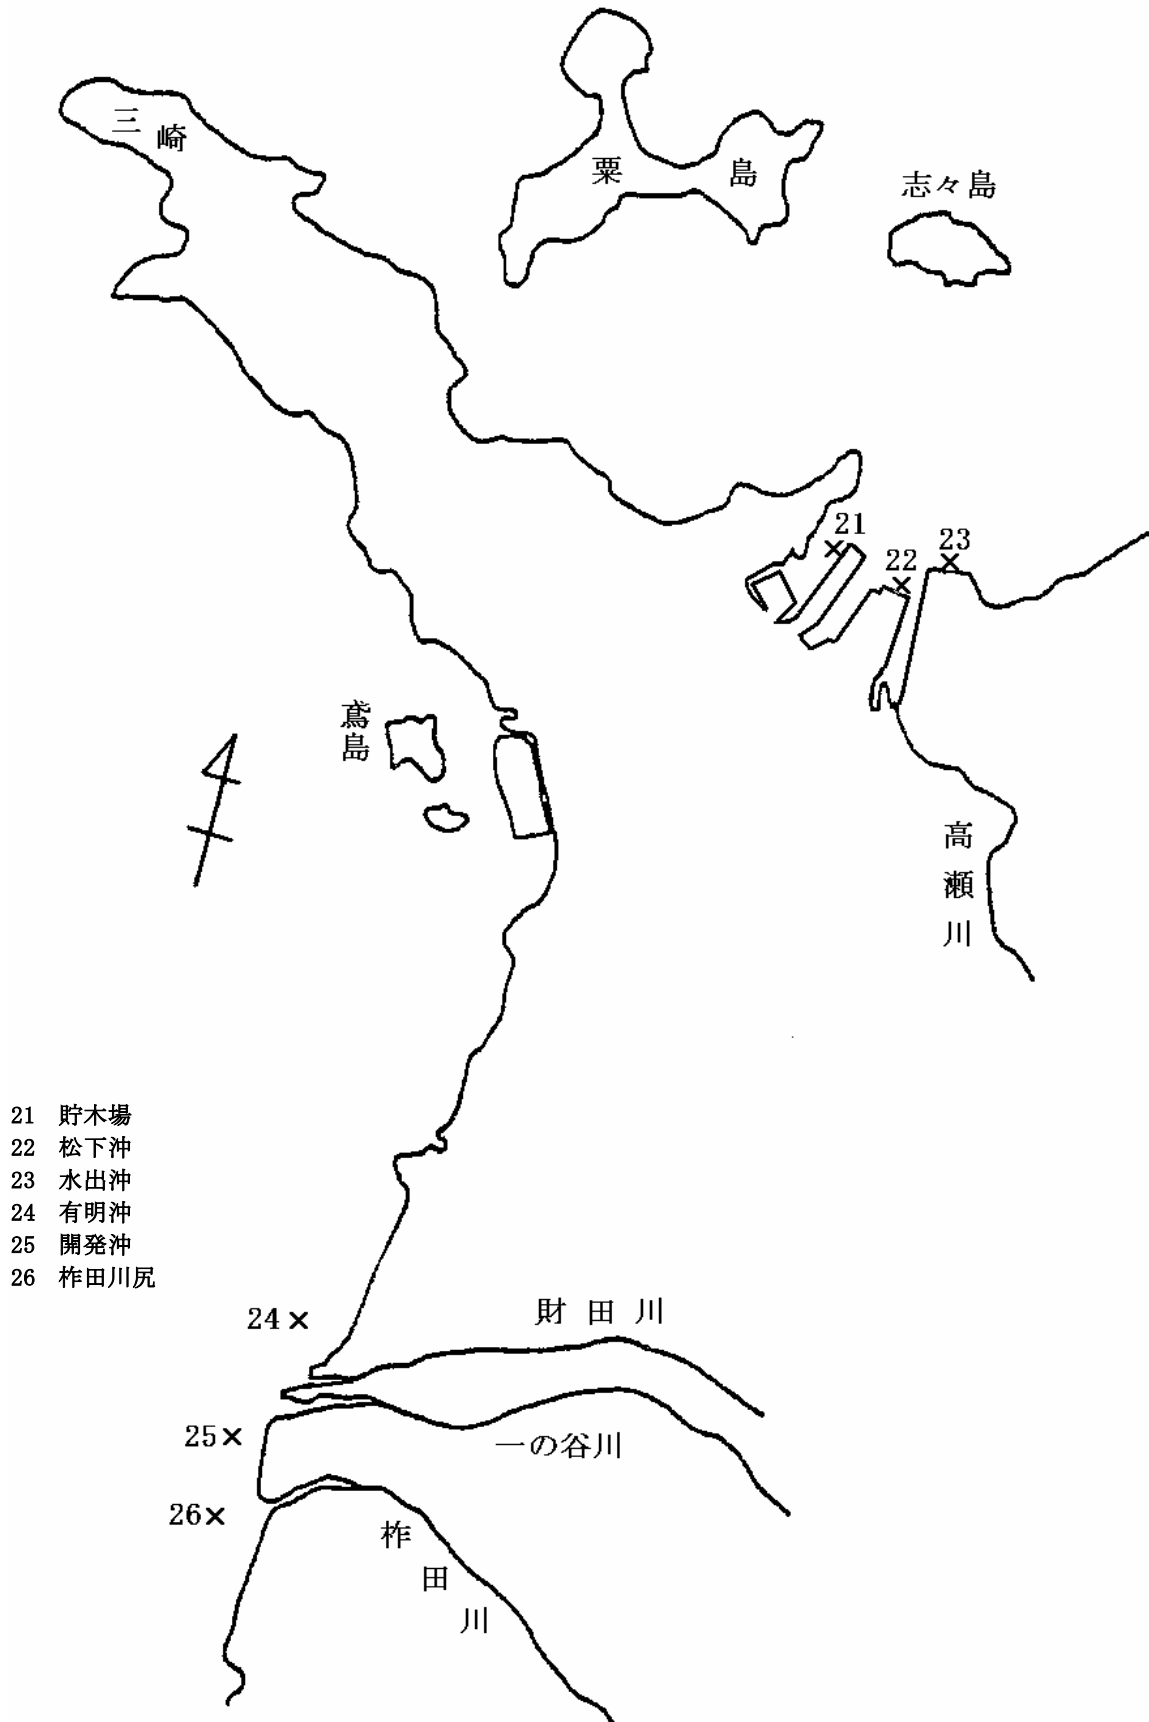 三崎
粟島
志々島
21
22
23
鳶島
高瀬川
21 貯木場
22 松下沖
23 水出沖
24 有明沖
25 開発沖
26 柞田川尻
24
財田川
25
一の谷川
26
柞田川